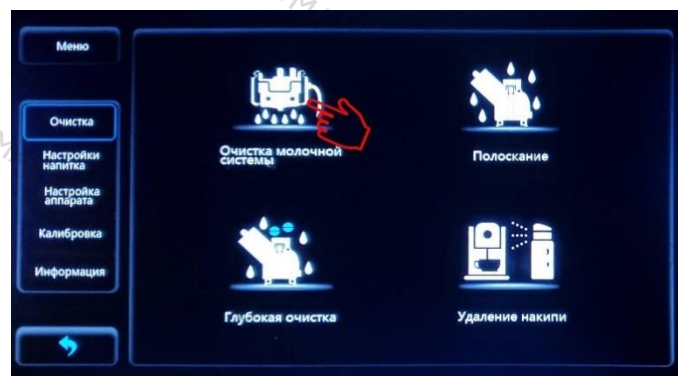 Меню
Очистка
Настройки
напитка
Настройка
аппарата
Калибровка
Информация
Очистка молочной
системы
Полоскание
Глубокая очистка
Удаление накипи